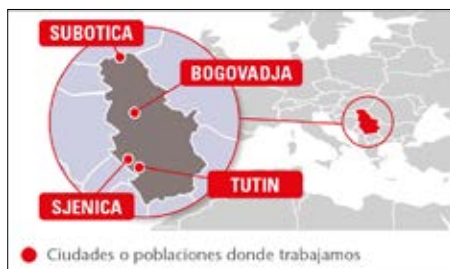 SUBOTICA
BOGOVADJA
TUTIN
SJENICA
Ciudades o poblaciones donde trabajamos